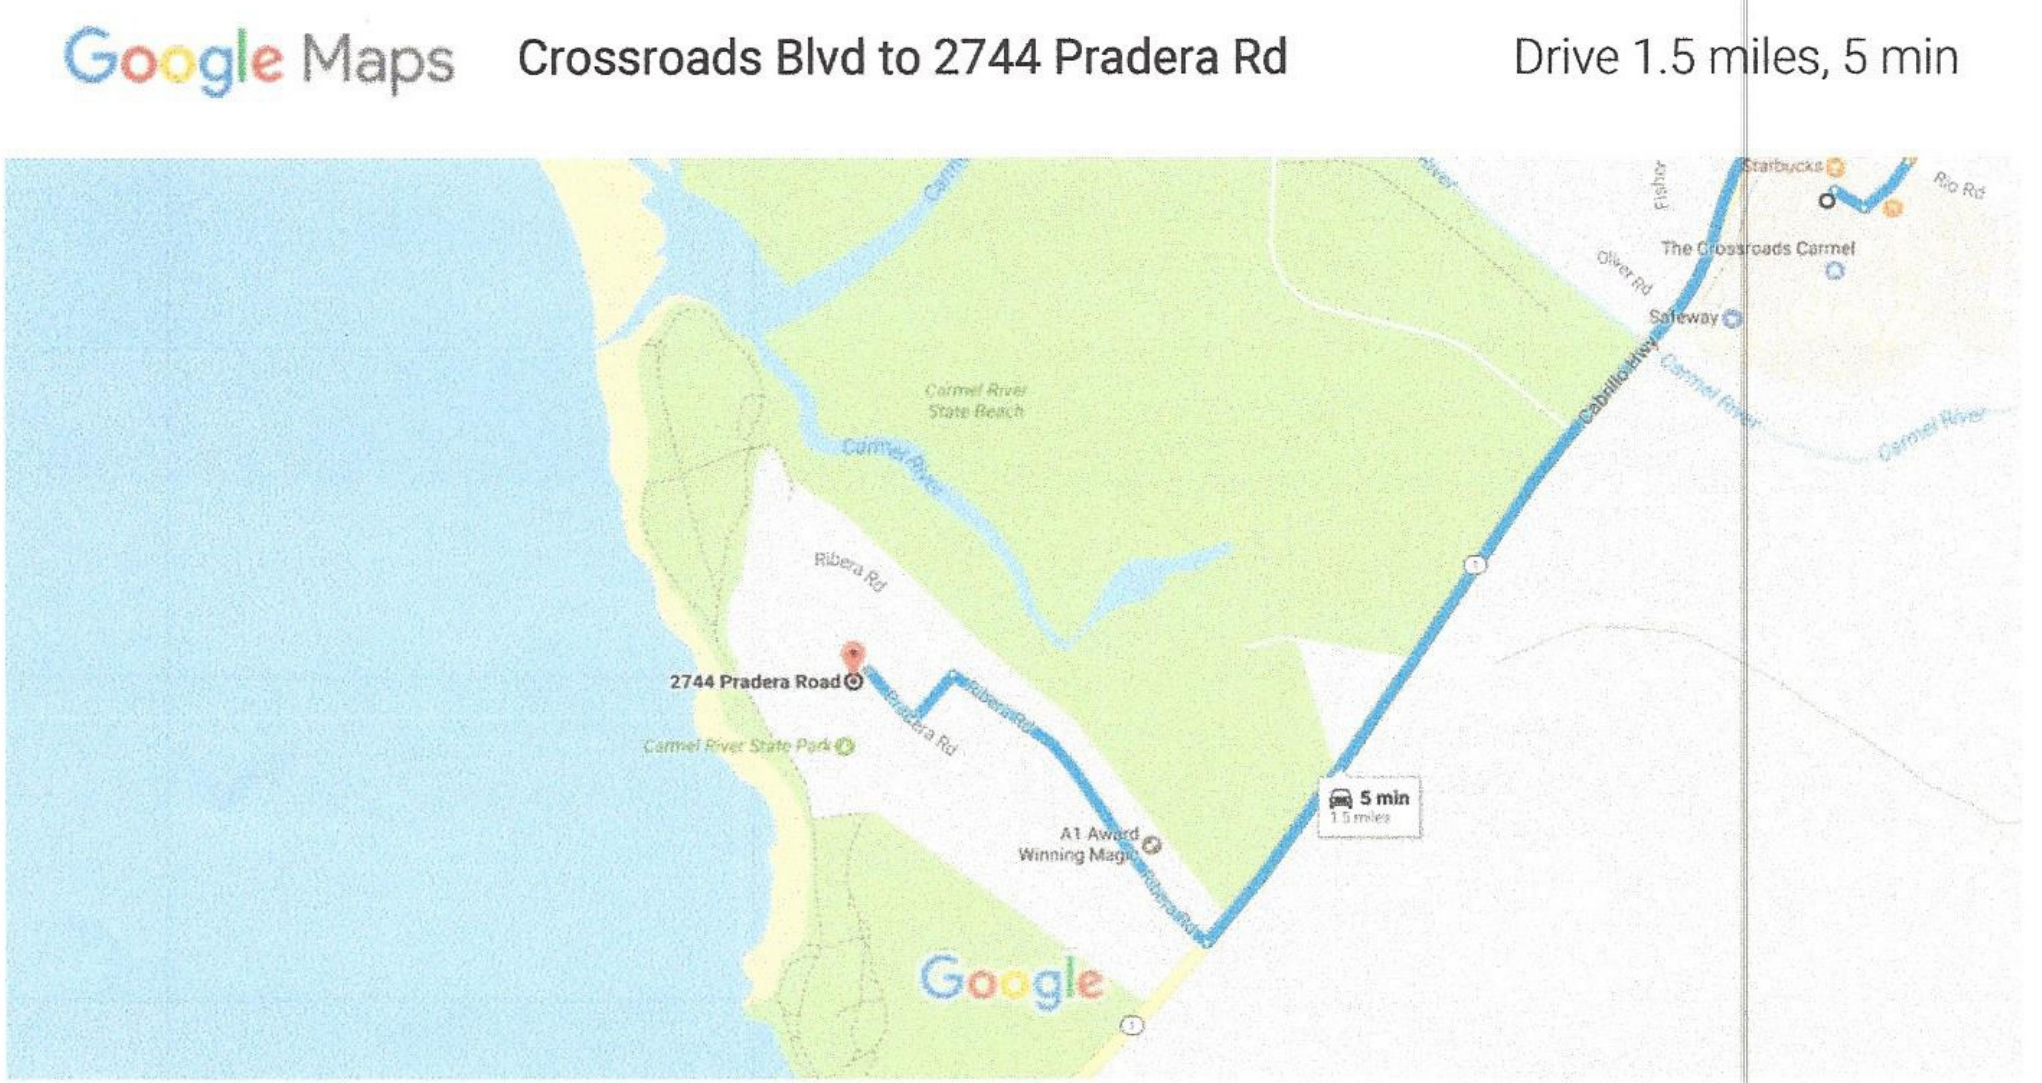 Google Maps Crossroads Blvd to 2744 Pradera Rd Drive 1.5 miles, 5 min
Starbucks
Rio Rd
Fisher
River
The Crossroads Carmel
Oliver Rd
Safeway
Cabrillo Hwy
Carmel River
Carmel River
Carmel River
State Beach
Carmel River
Ribera Rd
1
2744 Pradera Road
Ribera Rd
Pradera Rd
Carmel River State Park
5 min
1.5 miles
A1 Award
Winning Magic
Ribera Rd
Google
1